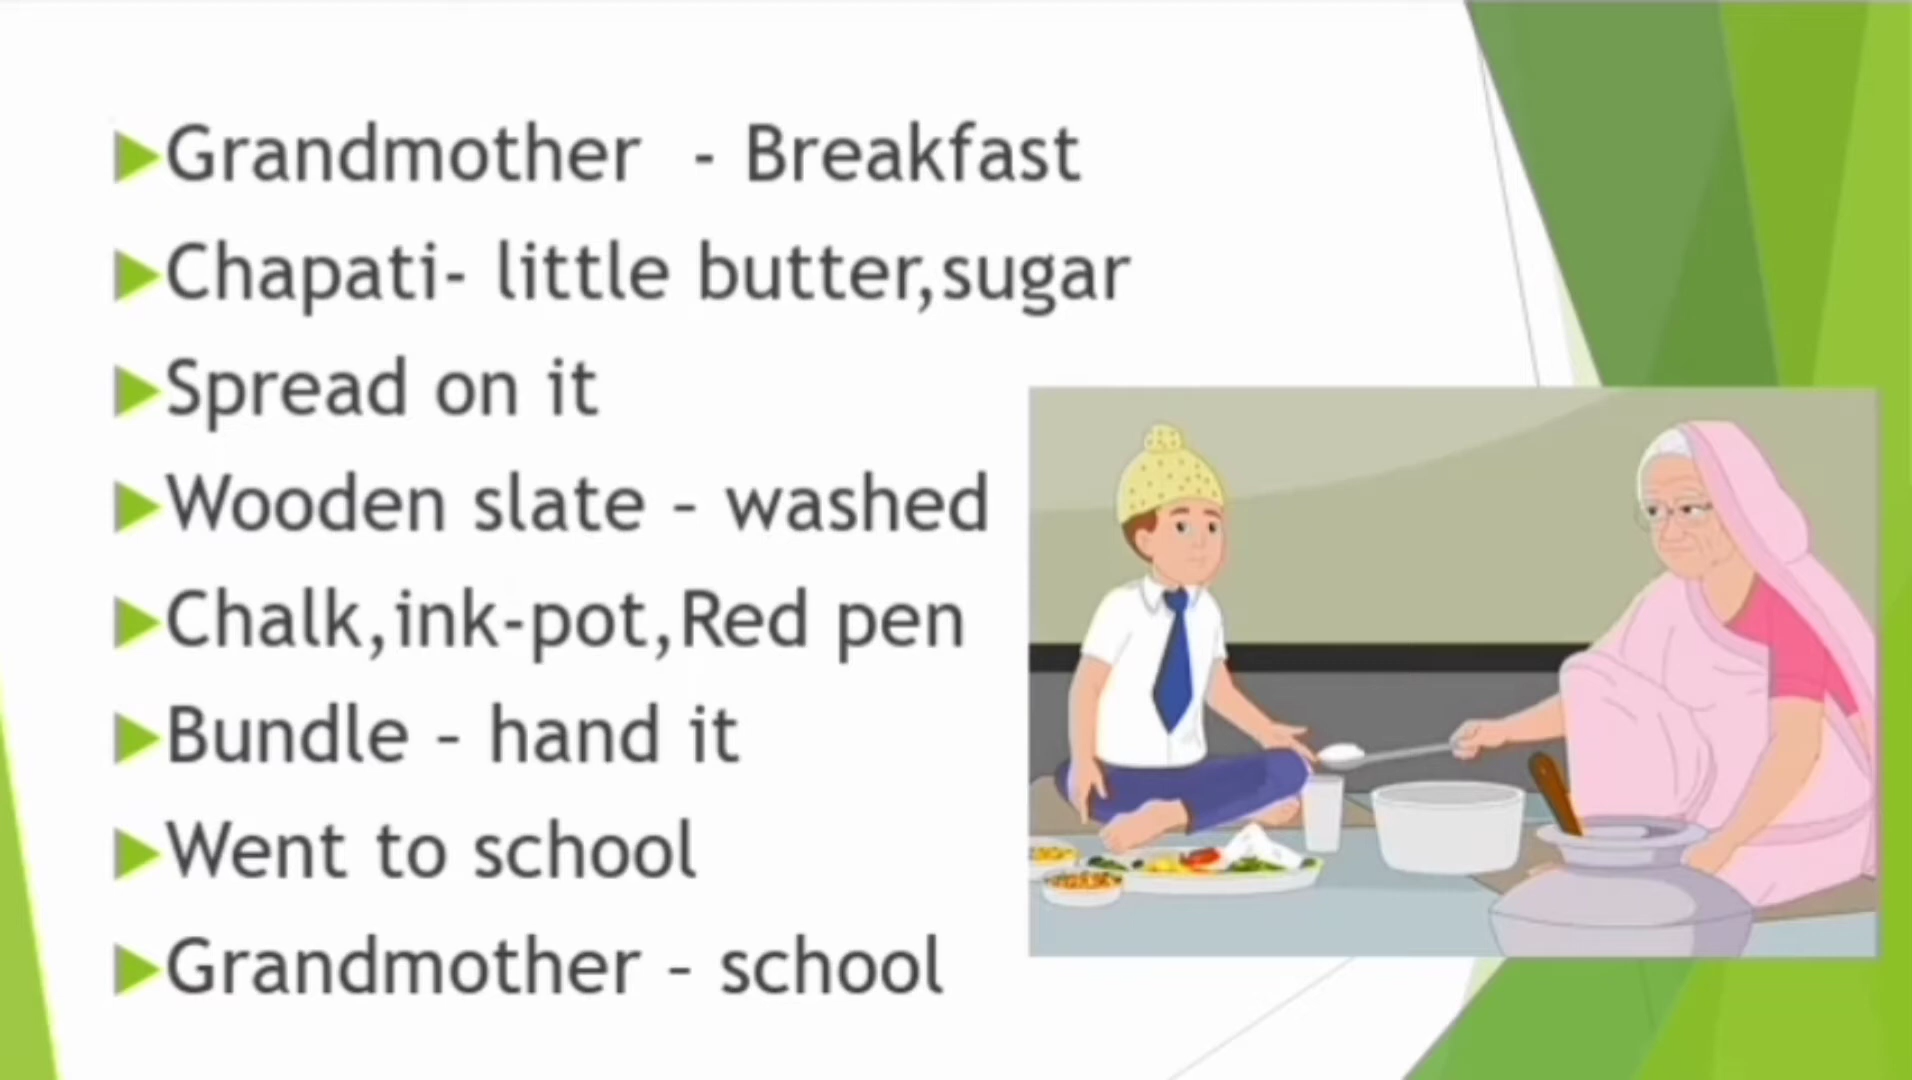 Grandmother - Breakfast
Chapati- little butter,sugar
Spread on it
Wooden slate – washed
Chalk,ink-pot,Red pen
Bundle – hand it
Went to school
Grandmother – school